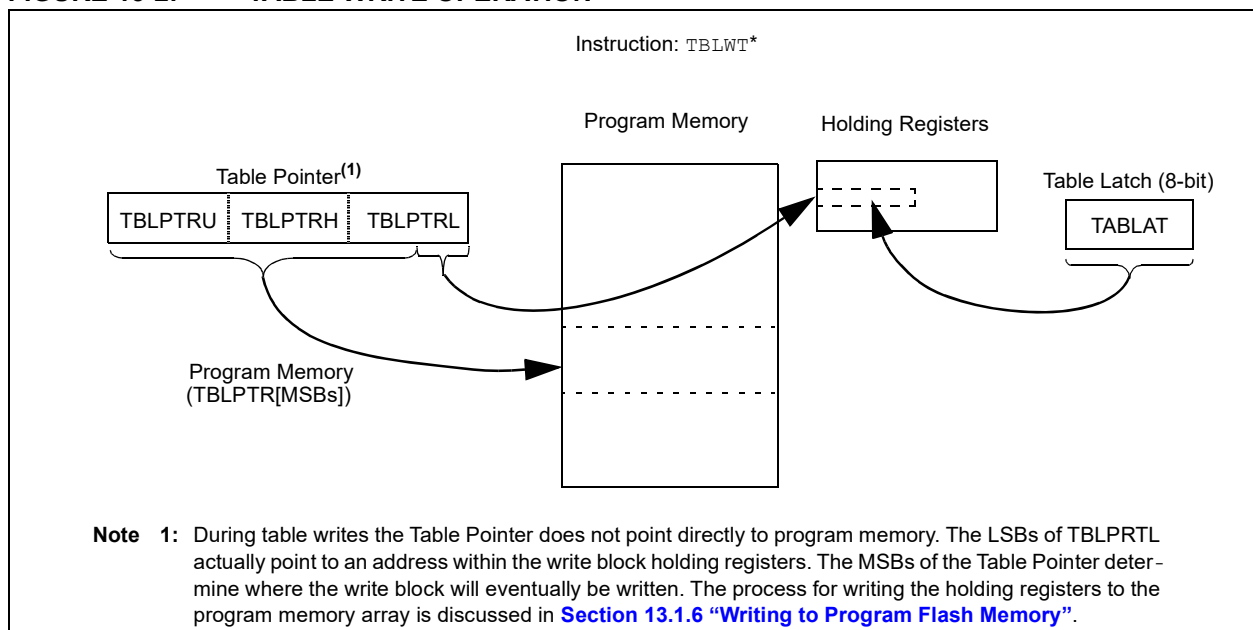 Instruction: TBLWT*
Program Memory
Holding Registers
Table Pointer(1)
Table Latch (8-bit)
TBLPTRU TBLPTRH TBLPTRL
TABLAT
Program Memory
(TBLPTR[MSBs])
Note 1: During table writes the Table Pointer does not point directly to program memory. The LSBs of TBLPRTL
actually point to an address within the write block holding registers. The MSBs of the Table Pointer deter-
mine where the write block will eventually be written. The process for writing the holding registers to the
program memory array is discussed in Section 13.1.6 “Writing to Program Flash Memory”.